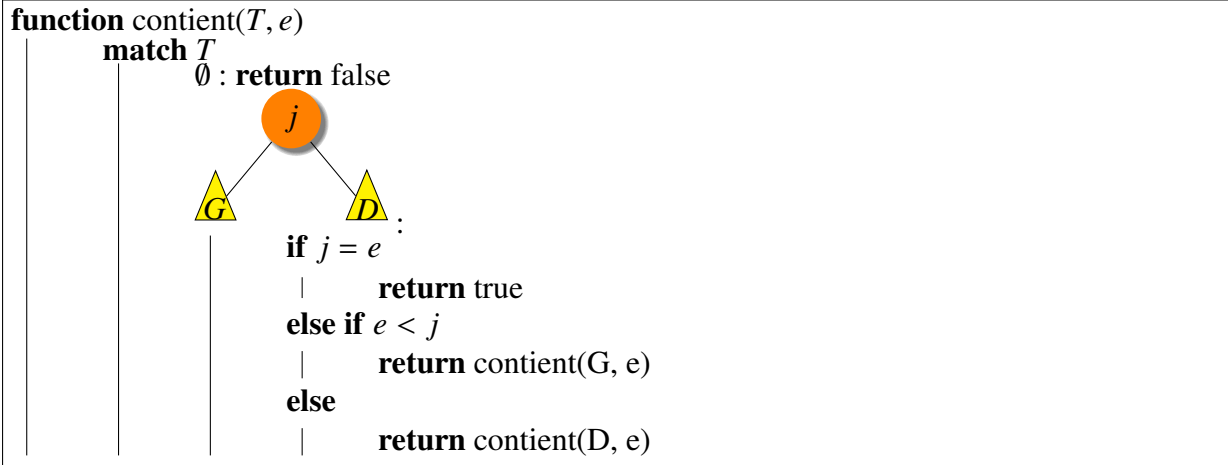 function contient(T, e)
match T
∅ : return false
j
G D :
if j = e
return true
else if e < j
return contient(G, e)
else
return contient(D, e)